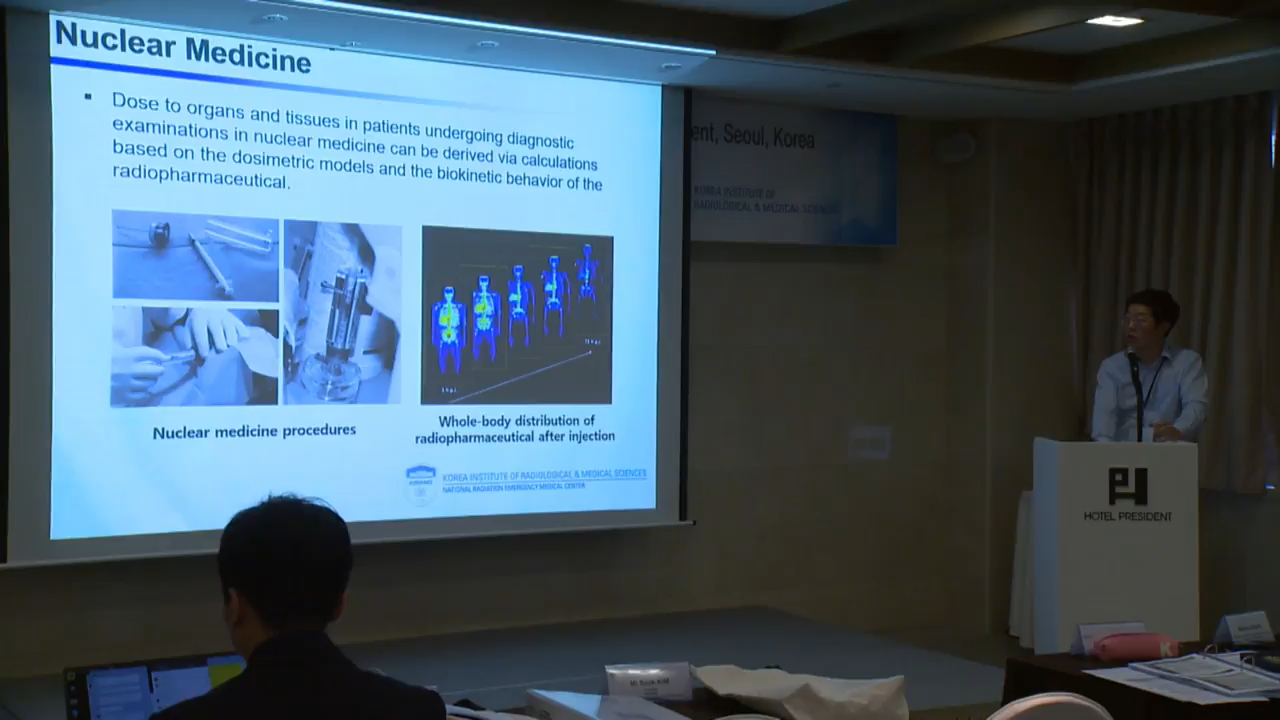 Nuclear Medicine
Dose to organs and tissues in patients undergoing diagnostic
examinations in nuclear medicine can be derived via calculations
based on the dosimetric models and the biokinetic behavior of the
radiopharmaceutical.
Nuclear medicine procedures
Whole-body distribution of
radiopharmaceutical after injection
KOREA INSTITUTE OF RADIOLOGICAL & MEDICAL SCIENCES
NATIONAL RADIATION EMERGENCY MEDICAL CENTER
ent, Seoul, Korea
KOREA INSTITUTE OF
RADIOLOGICAL & MEDICAL SCIENCES
HOTEL PRESIDENT
K